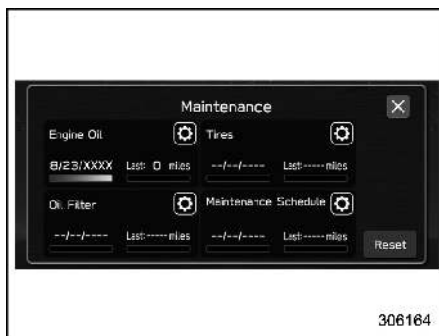 Maintenance
Engine Oil
Tires
8/23/XXXX Last: 0 miles
--/--/---- Last:----- miles
Oil Filter
Maintenance Schedule
--/--/---- Last:----- miles
--/--/---- Last:----- miles
Reset
306164